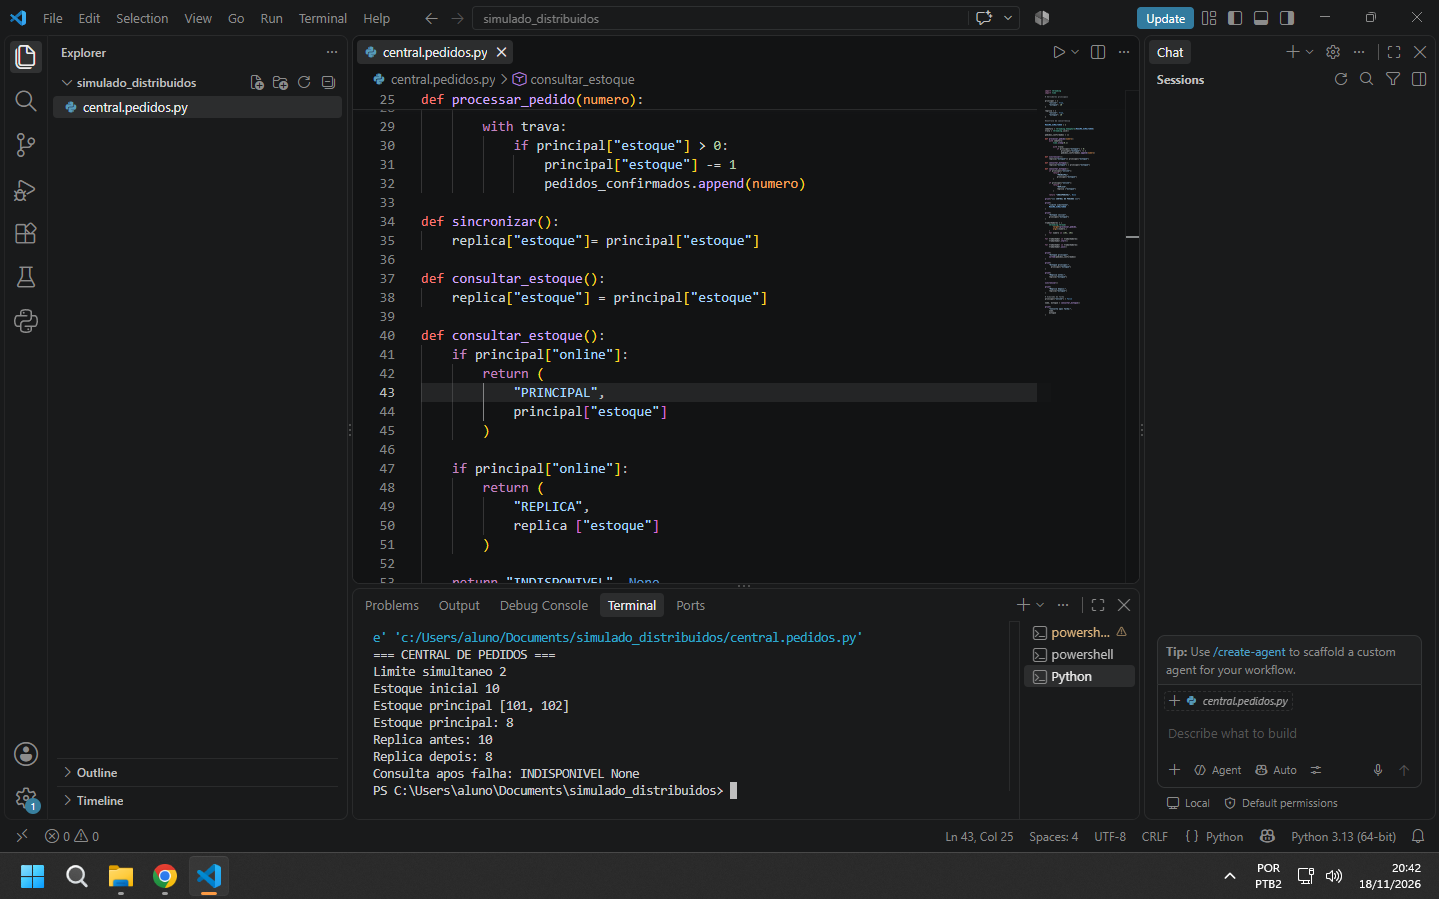 File Edit Selection View Go Run Terminal Help
simulado_distribuidos
Update
Explorer
simulado_distribuidos
central.pedidos.py
Outline
Timeline
1
central.pedidos.py
central.pedidos.py > consultar_estoque
25 def processar_pedido(numero):
29 with trava:
30 if principal["estoque"] > 0:
31 principal["estoque"] -= 1
32 pedidos_confirmados.append(numero)
33
34 def sincronizar():
35 replica["estoque"]= principal["estoque"]
36
37 def consultar_estoque():
38 replica["estoque"] = principal["estoque"]
39
40 def consultar_estoque():
41 if principal["online"]:
42 return (
43 "PRINCIPAL",
44 principal["estoque"]
45 )
46
47 if principal["online"]:
48 return (
49 "REPLICA",
50 replica ["estoque"]
51 )
52
53 return "INDISPONIVEL", None
Problems Output Debug Console Terminal Ports
e' 'c:/Users/aluno/Documents/simulado_distribuidos/central.pedidos.py'
=== CENTRAL DE PEDIDOS ===
Limite simultaneo 2
Estoque inicial 10
Estoque principal [101, 102]
Estoque principal: 8
Replica antes: 10
Replica depois: 8
Consulta apos falha: INDISPONIVEL None
PS C:\Users\aluno\Documents\simulado_distribuidos>
powersh...
powershell
Python
Chat
Sessions
Tip: Use /create-agent to scaffold a custom
agent for your workflow.
central.pedidos.py
Describe what to build
Agent Auto
Local Default permissions
0 0
Ln 43, Col 25 Spaces: 4 UTF-8 CRLF { } Python Python 3.13 (64-bit)
POR
PTB2
20:42
18/11/2026